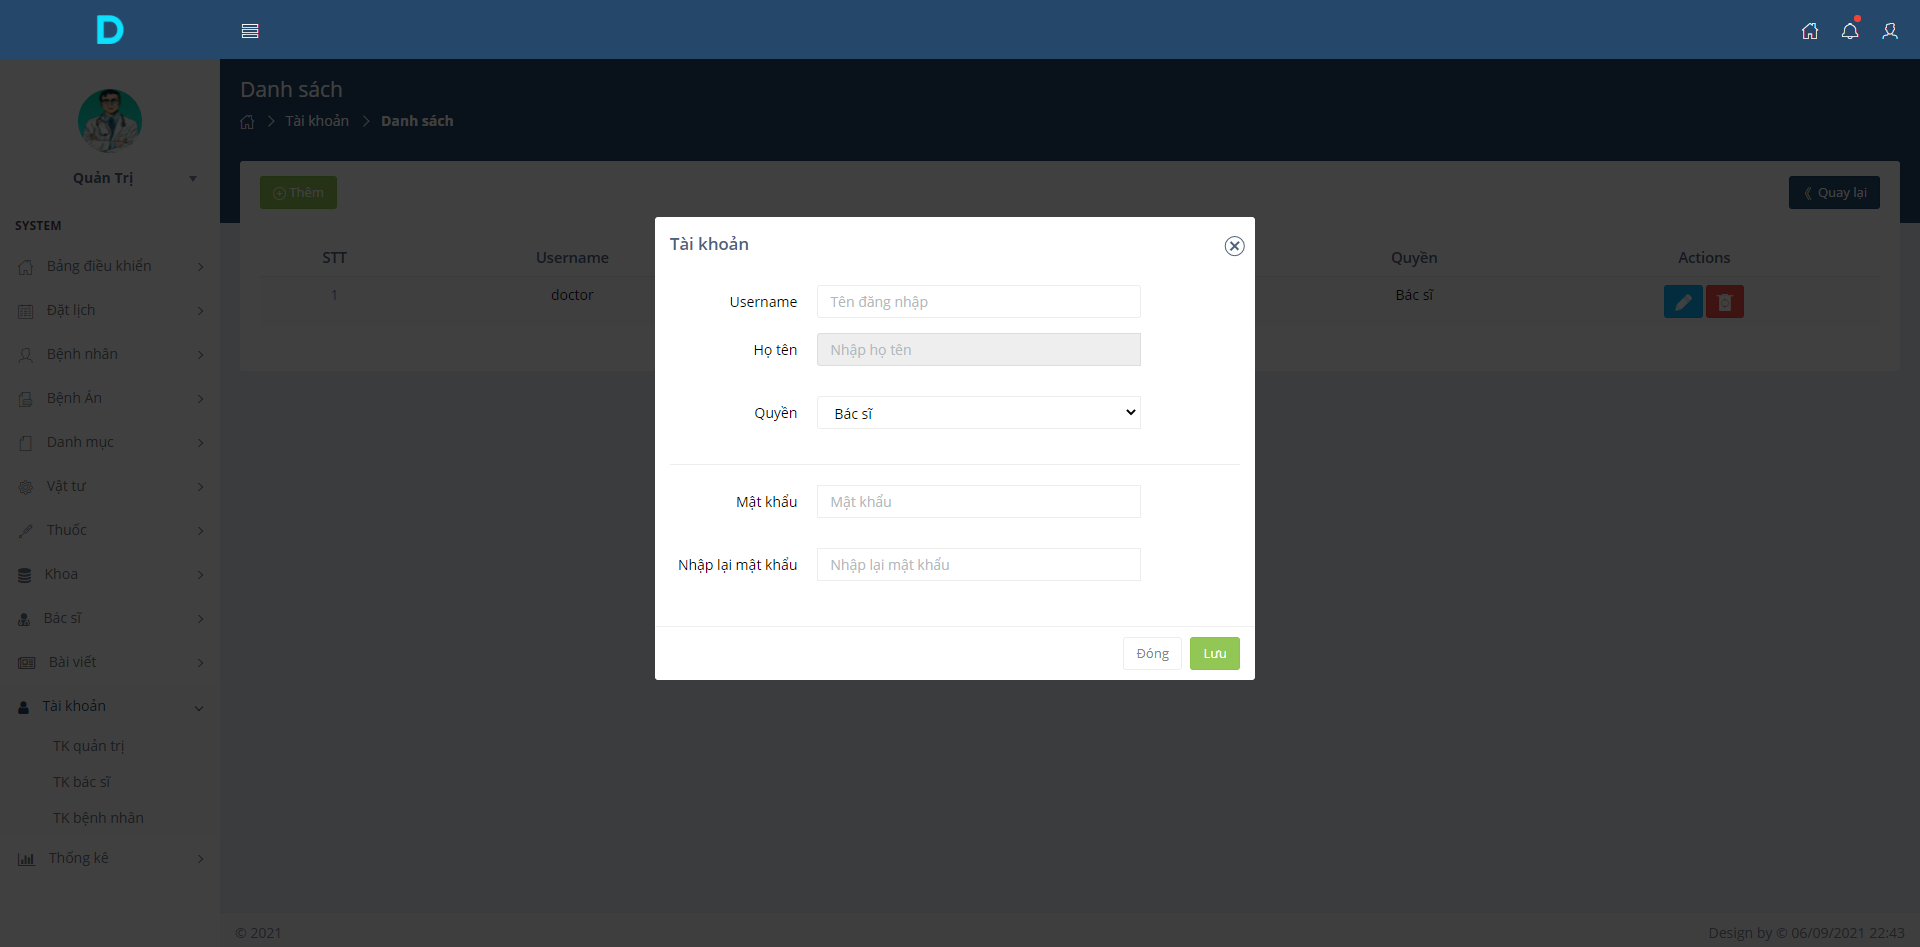 D
Danh sách
Tài khoản Danh sách
Quản Trị
SYSTEM
Bảng điều khiển
Đặt lịch
Bệnh nhân
Bệnh Án
Danh mục
Vật tư
Thuốc
Khoa
Bác sĩ
Bài viết
Tài khoản
TK quản trị
TK bác sĩ
TK bệnh nhân
Thống kê
Thêm
Quay lại
STT Username Quyền Actions
1 doctor Bác sĩ
Tài khoản
Username Tên đăng nhập
Họ tên Nhập họ tên
Quyền Bác sĩ
Mật khẩu Mật khẩu
Nhập lại mật khẩu Nhập lại mật khẩu
Đóng Lưu
© 2021
Design by © 06/09/2021 22:43